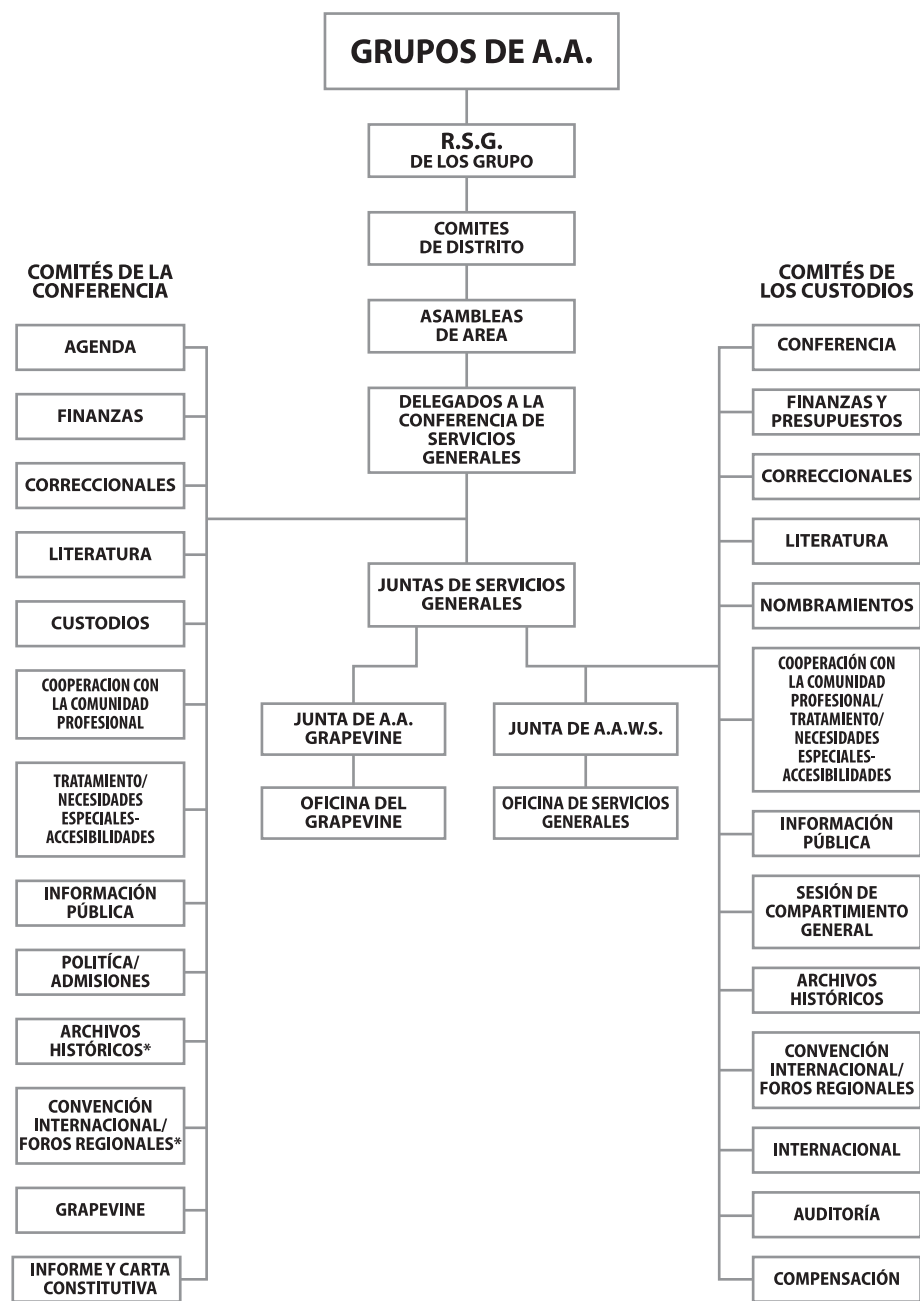 GRUPOS DE A.A.
R.S.G.
DE LOS GRUPO
COMITES
DE DISTRITO
ASAMBLEAS
DE AREA
DELEGADOS A LA
CONFERENCIA DE
SERVICIOS
GENERALES
JUNTAS DE SERVICIOS
GENERALES
JUNTA DE A.A.
GRAPEVINE
OFICINA DEL
GRAPEVINE
JUNTA DE A.A.W.S.
OFICINA DE SERVICIOS
GENERALES
COMITÉS DE LA
CONFERENCIA
AGENDA
FINANZAS
CORRECCIONALES
LITERATURA
CUSTODIOS
COOPERACION CON
LA COMUNIDAD
PROFESIONAL
TRATAMIENTO/
NECESIDADES
ESPECIALES-
ACCESIBILIDADES
INFORMACIÓN
PÚBLICA
POLITÍCA/
ADMISIONES
ARCHIVOS
HISTÓRICOS*
CONVENCIÓN
INTERNACIONAL/
FOROS REGIONALES*
GRAPEVINE
INFORME Y CARTA
CONSTITUTIVA
COMITÉS DE
LOS CUSTODIOS
CONFERENCIA
FINANZAS Y
PRESUPUESTOS
CORRECCIONALES
LITERATURA
NOMBRAMIENTOS
COOPERACIÓN CON
LA COMUNIDAD
PROFESIONAL/
TRATAMIENTO/
NECESIDADES
ESPECIALES-
ACCESIBILIDADES
INFORMACIÓN
PÚBLICA
SESIÓN DE
COMPARTIMIENTO
GENERAL
ARCHIVOS
HISTÓRICOS
CONVENCIÓN
INTERNACIONAL/
FOROS REGIONALES
INTERNACIONAL
AUDITORÍA
COMPENSACIÓN